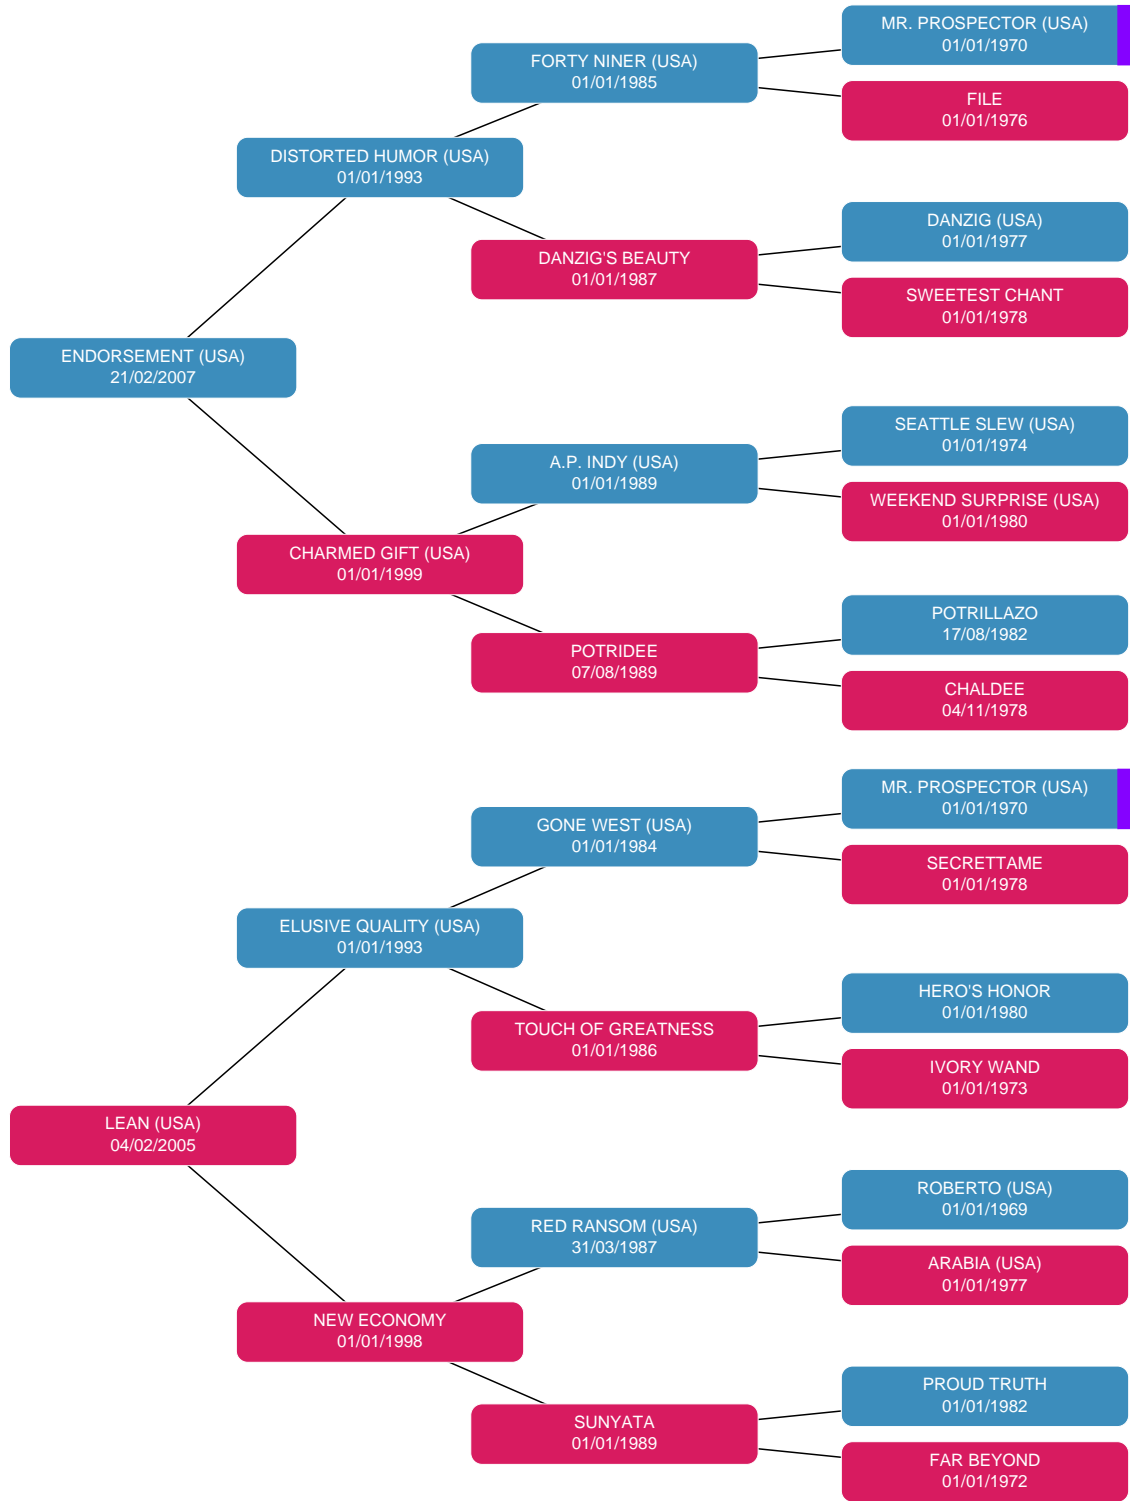 MR. PROSPECTOR (USA)
01/01/1970
FORTY NINER (USA)
01/01/1985
FILE
01/01/1976
DISTORTED HUMOR (USA)
01/01/1993
DANZIG (USA)
01/01/1977
DANZIG'S BEAUTY
01/01/1987
SWEETEST CHANT
01/01/1978
ENDORSEMENT (USA)
21/02/2007
SEATTLE SLEW (USA)
01/01/1974
A.P. INDY (USA)
01/01/1989
WEEKEND SURPRISE (USA)
01/01/1980
CHARMED GIFT (USA)
01/01/1999
POTRILLAZO
17/08/1982
POTRIDEE
07/08/1989
CHALDEE
04/11/1978
MR. PROSPECTOR (USA)
01/01/1970
GONE WEST (USA)
01/01/1984
SECRETTAME
01/01/1978
ELUSIVE QUALITY (USA)
01/01/1993
HERO'S HONOR
01/01/1980
TOUCH OF GREATNESS
01/01/1986
IVORY WAND
01/01/1973
LEAN (USA)
04/02/2005
ROBERTO (USA)
01/01/1969
RED RANSOM (USA)
31/03/1987
ARABIA (USA)
01/01/1977
NEW ECONOMY
01/01/1998
PROUD TRUTH
01/01/1982
SUNYATA
01/01/1989
FAR BEYOND
01/01/1972